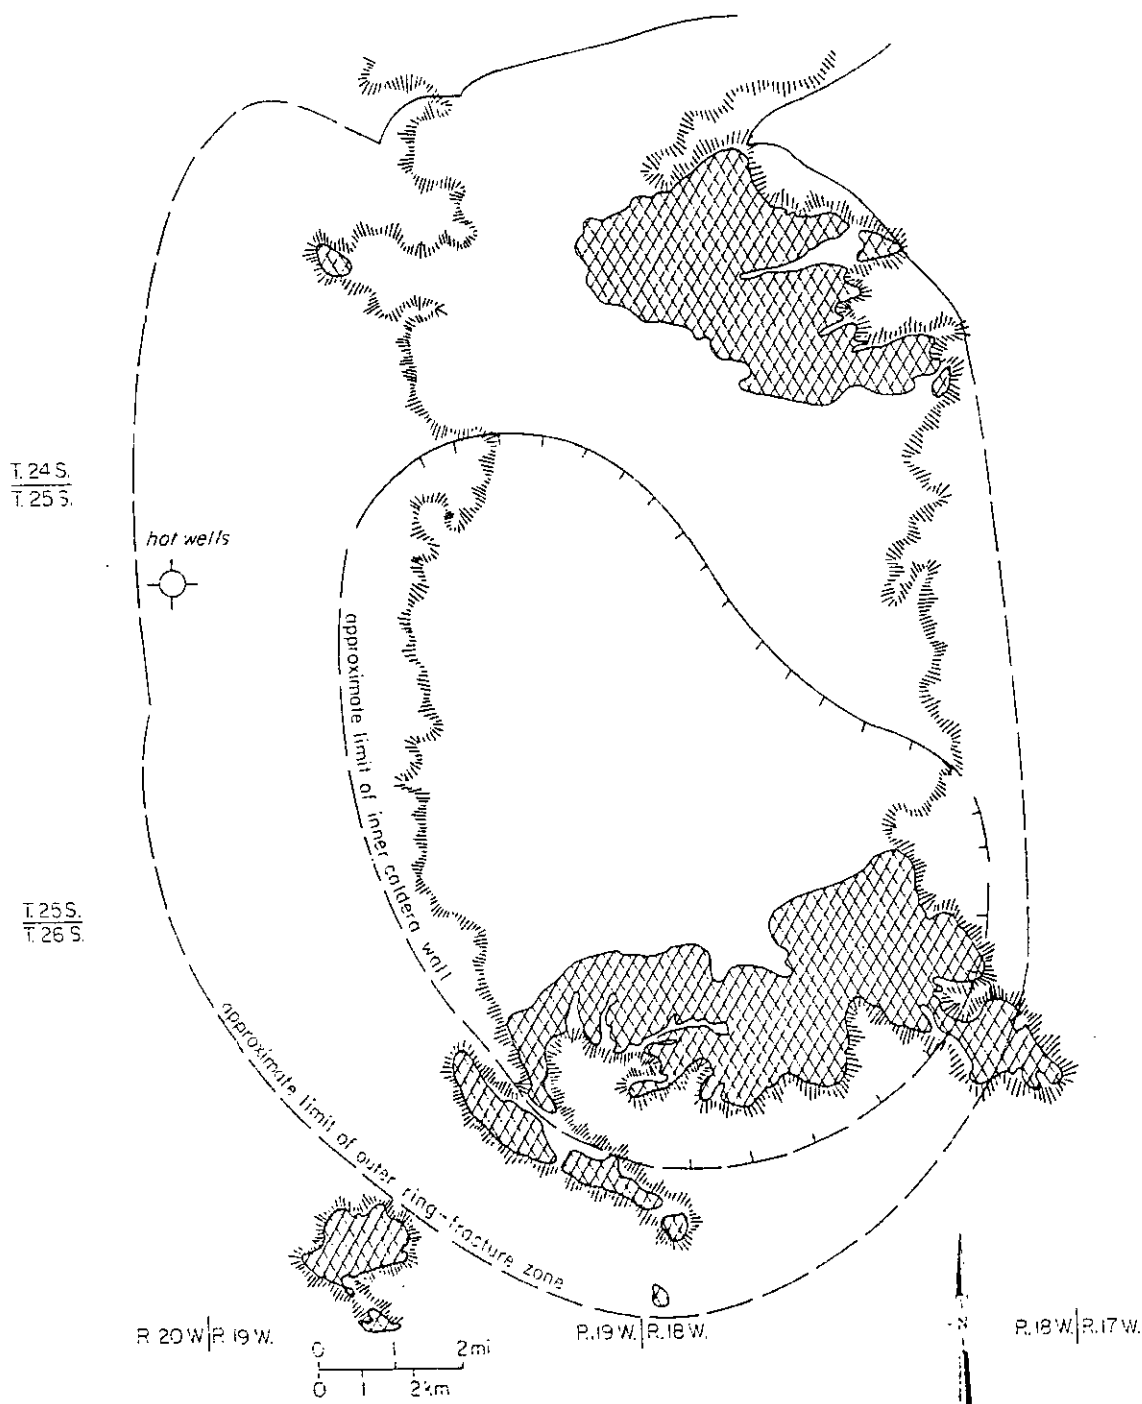 T. 24 S.
T. 25 S.
hot wells
approximate limit of inner caldera wall
T. 25 S.
T. 26 S.
approximate limit of outer ring-fracture zone
R. 20 W. R. 19 W.
R. 19 W. R. 18 W.
R. 18 W. R. 17 W.
N
0 1 2 mi
0 1 2 km